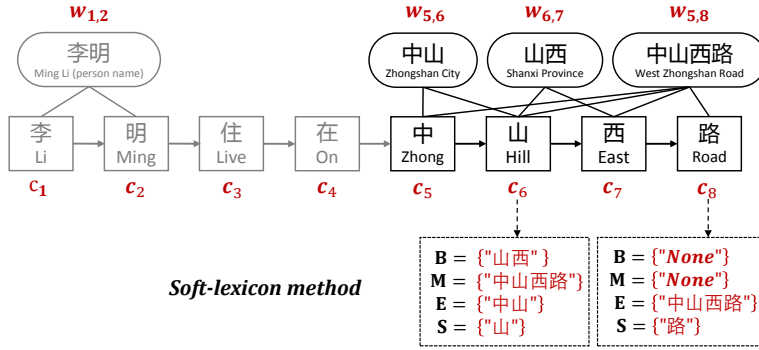 w1,2
w5,6
w6,7
w5,8
李明
Ming Li (person name)
中山
Zhongshan City
山西
Shanxi Province
中山西路
West Zhongshan Road
李
Li
明
Ming
住
Live
在
On
中
Zhong
山
Hill
西
East
路
Road
c1
c2
c3
c4
c5
c6
c7
c8
Soft-lexicon method
B = {"山西" }
M = {"中山西路"}
E = {"中山"}
S = {"山"}
B = {"None"}
M = {"None"}
E = {"中山西路"}
S = {"路"}